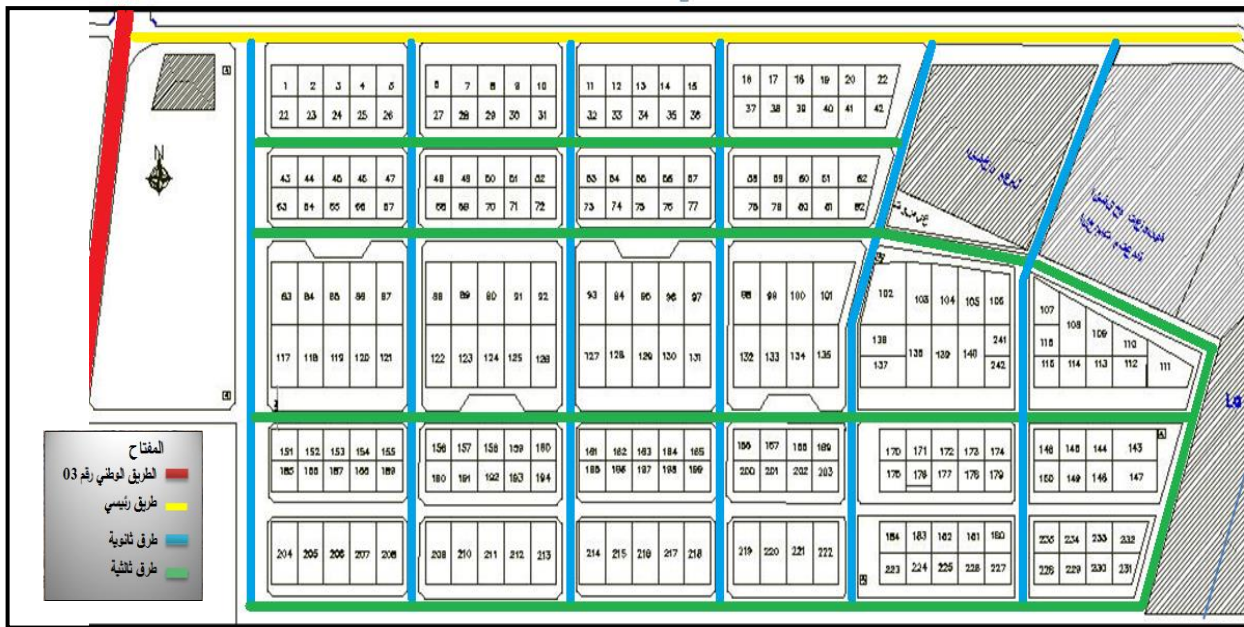 N
1 2 3 4 5 6 7 8 9 10 11 12 13 14 15 16 17 18 19 20 22
22 23 24 25 26 27 28 29 30 31 32 33 34 35 36 37 38 39 40 41 42
43 44 45 46 47 48 49 50 51 52 53 54 55 56 57 58 59 60 61 62
63 64 65 66 67 68 69 70 71 72 73 74 75 76 77 78 79 80 81 82
83 84 85 86 87 88 89 90 91 92 93 94 95 96 97 98 99 100 101 102 103 104 105 106 107 108 109 110
117 118 119 120 121 122 123 124 125 126 127 128 129 130 131 132 133 134 135 138 136 139 140 241 116
137 242 115 114 113 112 111
151 152 153 154 155 156 157 158 159 160 161 162 163 164 165 166 167 168 169 170 171 172 173 174 146 145 144 143
185 186 187 188 189 190 191 192 193 194 195 196 197 198 199 200 201 202 203 175 176 177 178 179 150 149 148 147
204 205 206 207 208 209 210 211 212 213 214 215 216 217 218 219 220 221 222 184 183 182 181 180 235 234 233 232
223 224 225 226 227 228 229 230 231
المفتاح
الطريق الوطني رقم 03
طريق رئيسي
طرق ثانوية
طرق ثالثية